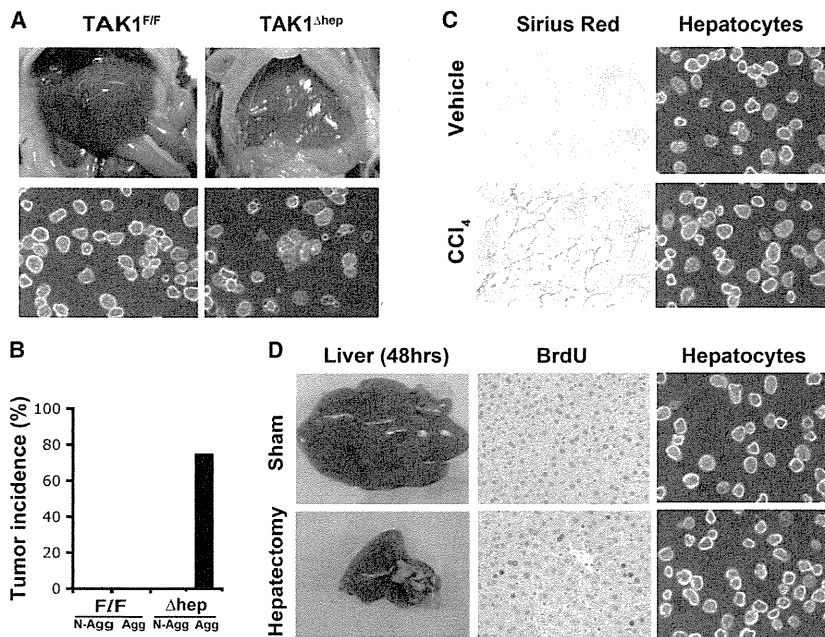 A
TAK1F/F
TAK1Δhep
B
Tumor incidence (%)
100
80
60
40
20
0
F/F
Δhep
N-Agg Agg
N-Agg Agg
C
Sirius Red
Hepatocytes
Vehicle
CCl4
D
Liver (48hrs)
BrdU
Hepatocytes
Sham
Hepatectomy